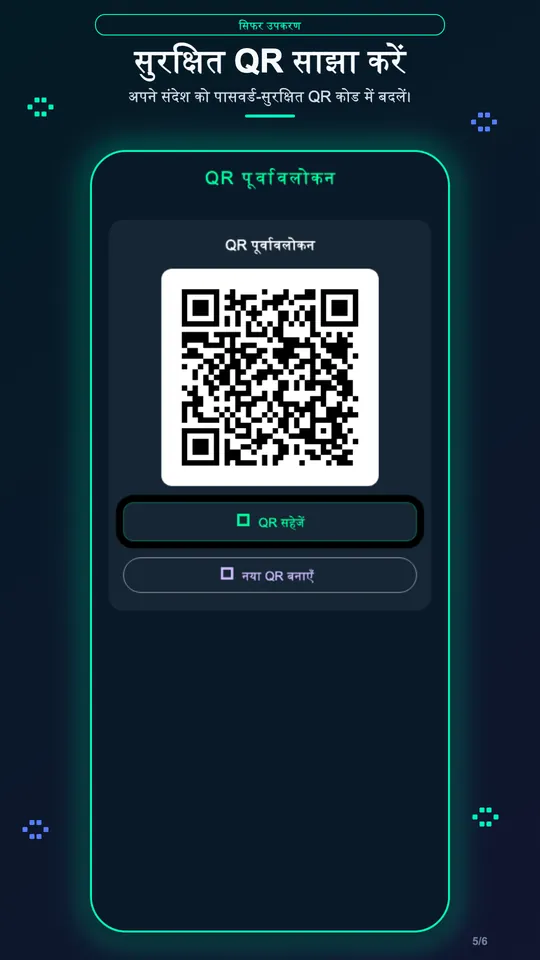 सिफर उपकरण
सुरक्षित QR साझा करें
अपने संदेश को पासवर्ड-सुरक्षित QR कोड में बदलें।
QR पूर्वावलोकन
QR पूर्वावलोकन
QR सहेजें
नया QR बनाएँ
5/6